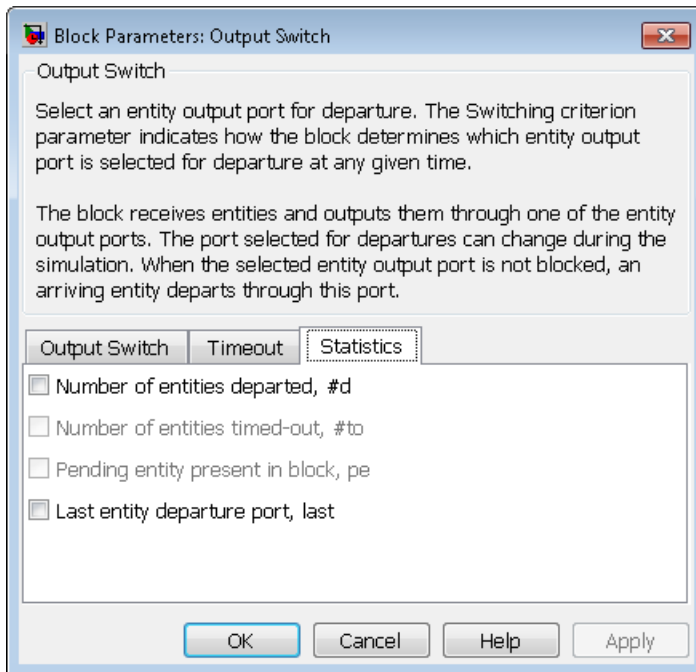 Block Parameters: Output Switch
Output Switch
Select an entity output port for departure. The Switching criterion
parameter indicates how the block determines which entity output
port is selected for departure at any given time.
The block receives entities and outputs them through one of the entity
output ports. The port selected for departures can change during the
simulation. When the selected entity output port is not blocked, an
arriving entity departs through this port.
Output Switch Timeout Statistics
Number of entities departed, #d
Number of entities timed-out, #to
Pending entity present in block, pe
Last entity departure port, last
OK Cancel Help Apply